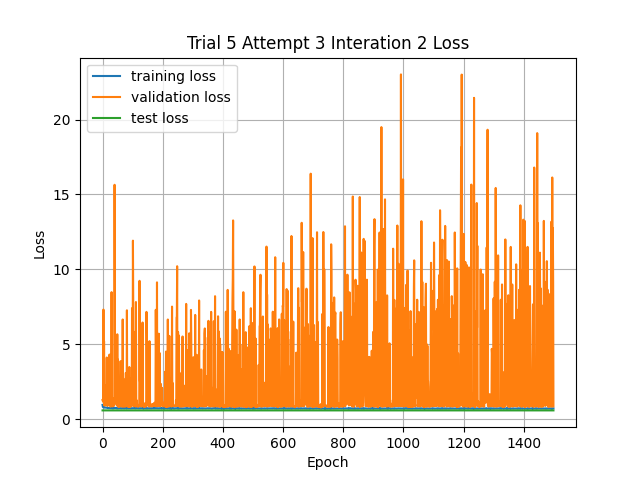 Trial 5 Attempt 3 Interation 2 Loss
training loss
validation loss
test loss
Loss
20
15
10
5
0
0 200 400 600 800 1000 1200 1400
Epoch